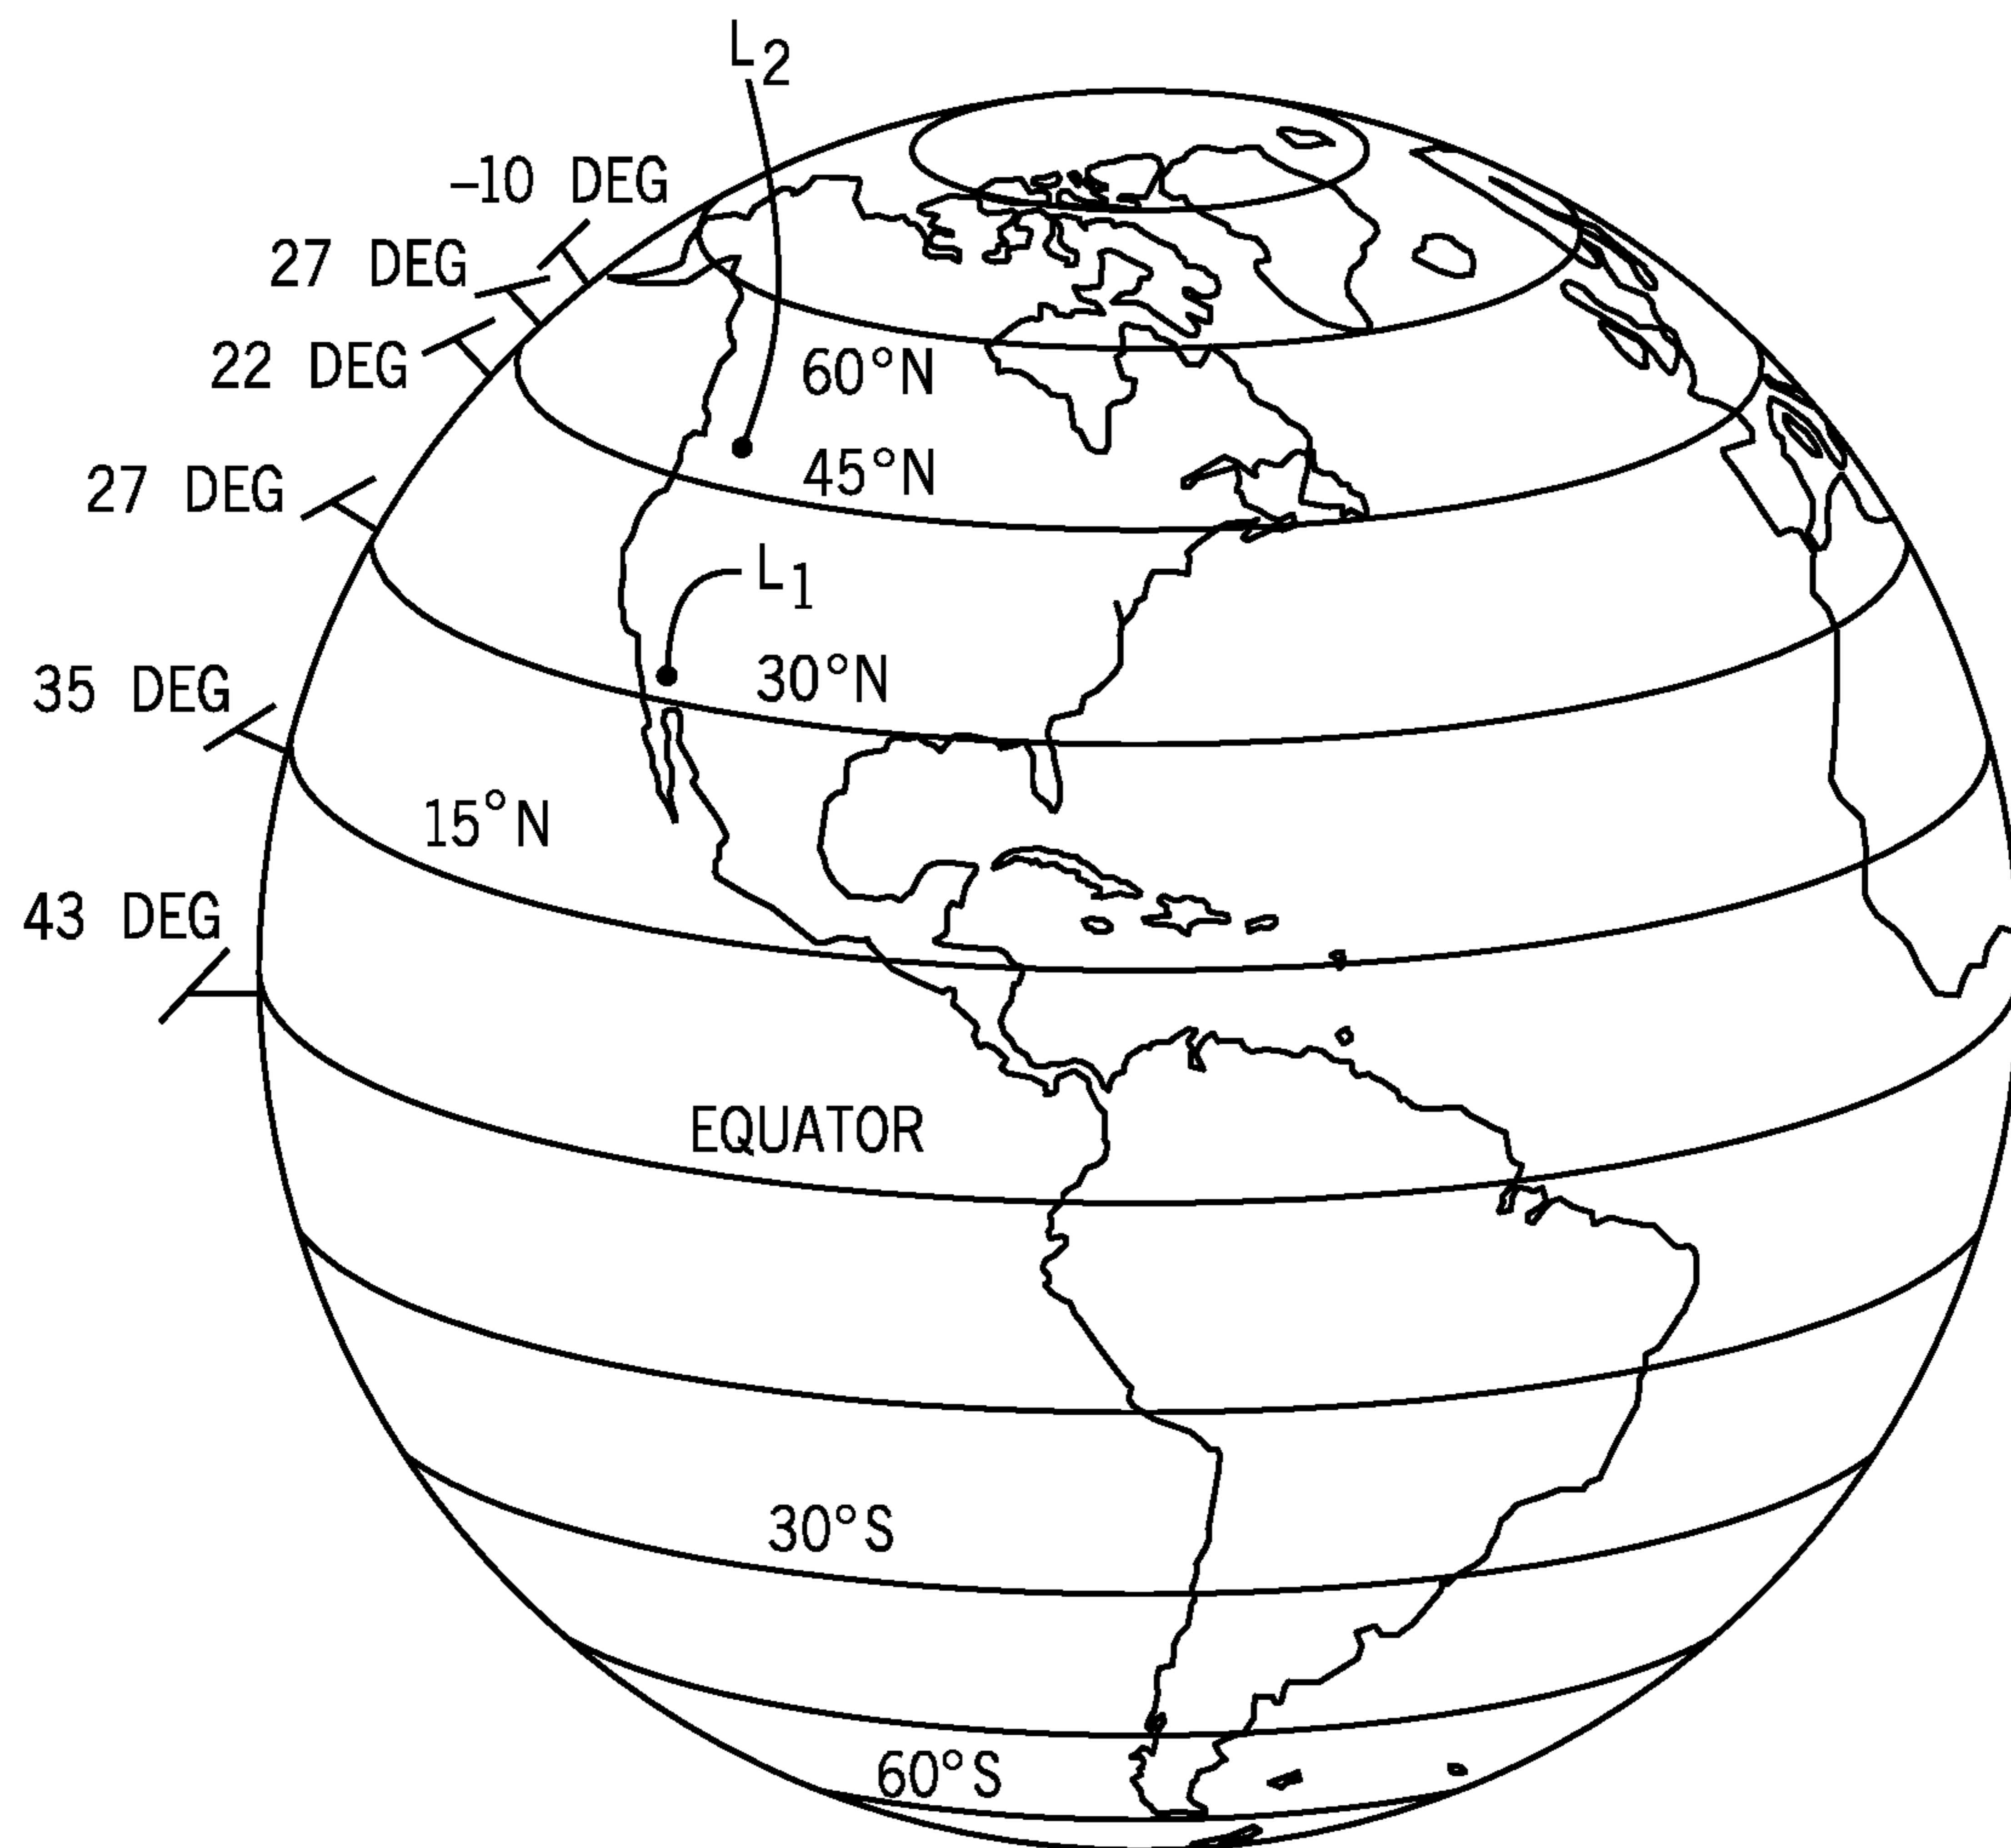 L2
-10 DEG
27 DEG
22 DEG
60°N
45°N
27 DEG
L1
30°N
35 DEG
15°N
43 DEG
EQUATOR
30°S
60°S